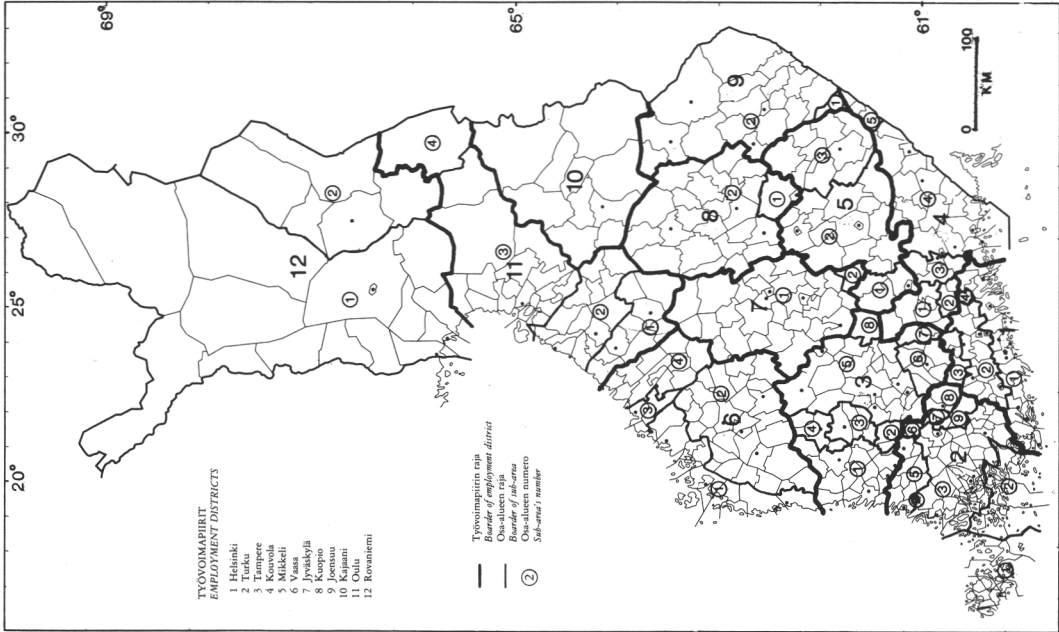 TYÖVOIMAPIIRIT
EMPLOYMENT DISTRICTS
1 Helsinki
2 Turku
3 Tampere
4 Kouvola
5 Mikkeli
6 Vaasa
7 Jyväskylä
8 Kuopio
9 Joensuu
10 Kajaani
11 Oulu
12 Rovaniemi
Työvoimapiirin raja
Boarder of employment district
Osa-alueen raja
Boarder of sub-area
② Osa-alueen numero
Sub-area's number
69°
65°
61°
20°
25°
30°
0 100
KM
12
11
10
9
8
7
6
5
4
3
2